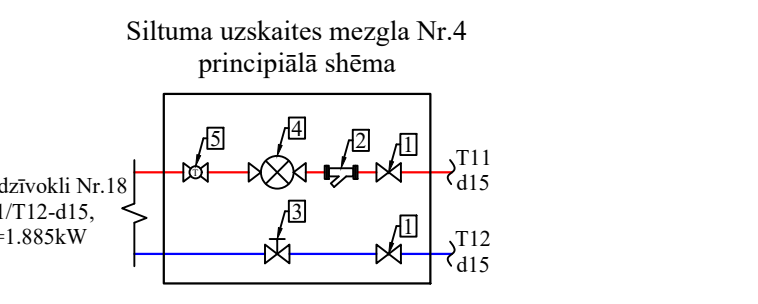 Siltuma uzskaites mezgla Nr.4
principiālā shēma
5
4
2
1
T11
d15
dzīvokli Nr.18
1/T12-d15,
=1.885kW
3
1
T12
d15